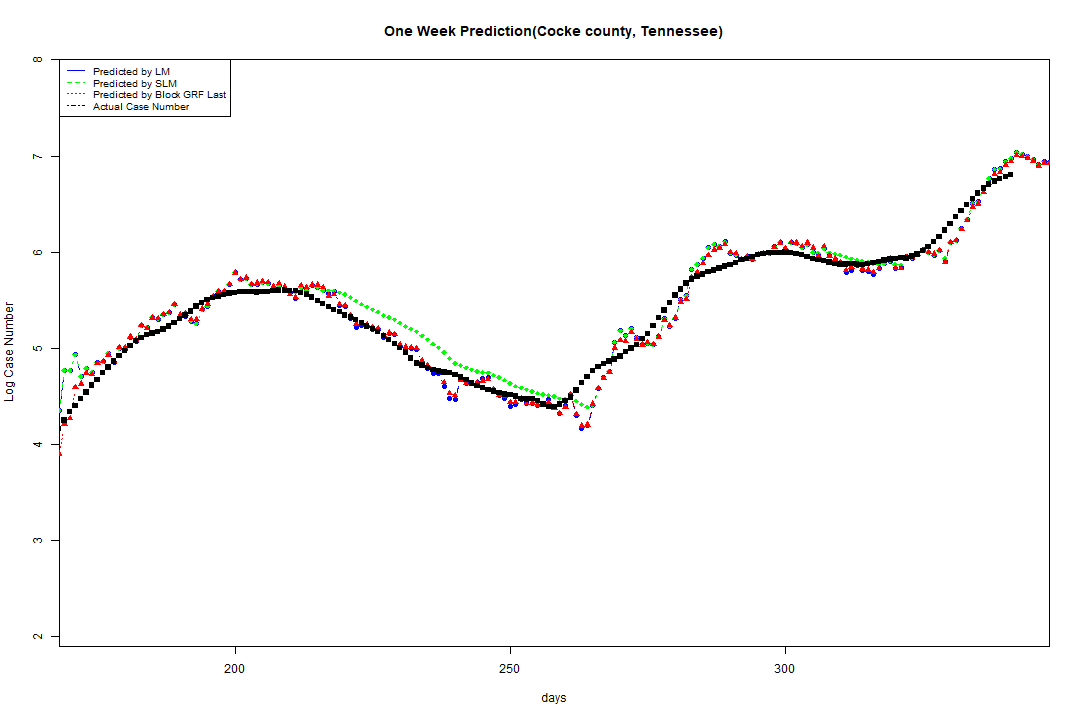 One Week Prediction(Cocke county, Tennessee)
Predicted by LM
Predicted by SLM
Predicted by Block GRF Last
Actual Case Number
8
7
6
5
4
3
2
Log Case Number
200
250
300
days